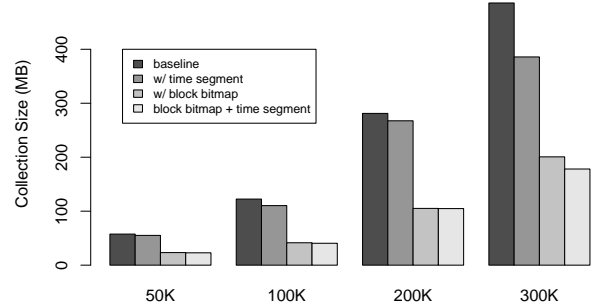 Collection Size (MB)
400
300
200
100
0
baseline
w/ time segment
w/ block bitmap
block bitmap + time segment
50K
100K
200K
300K